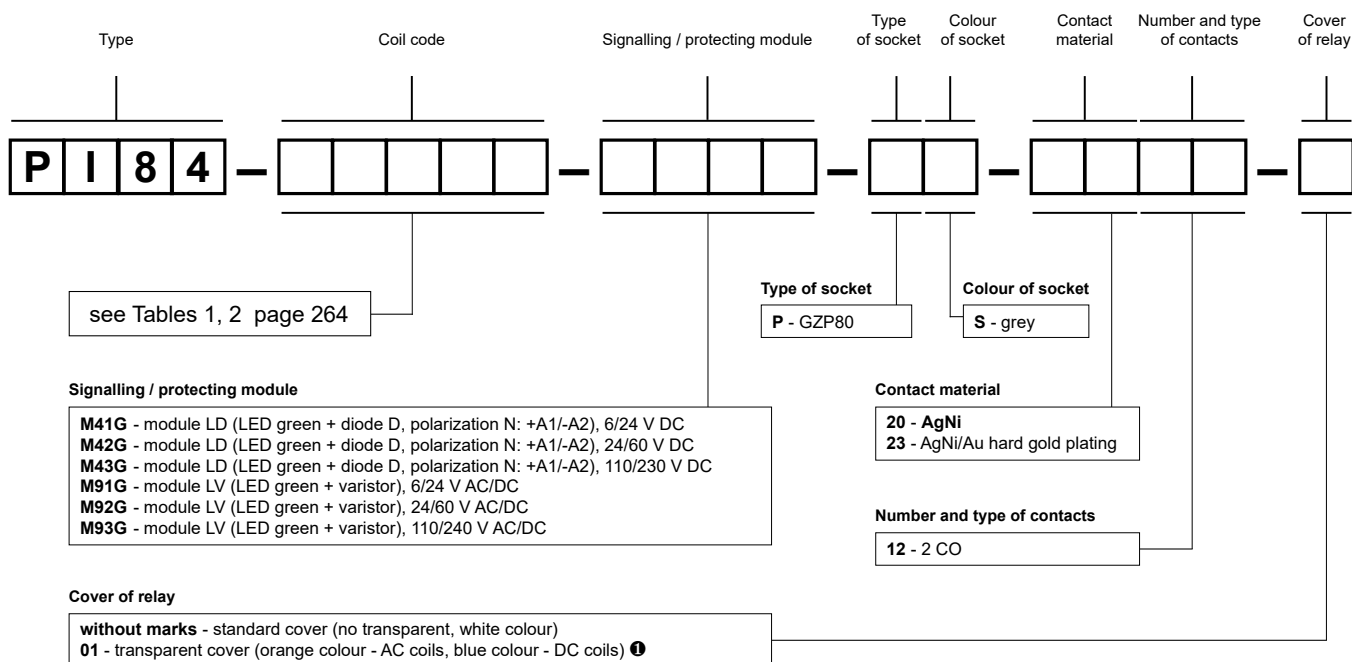 Type
Coil code
Signalling / protecting module
Type
of socket
Colour
of socket
Contact
material
Number and type
of contacts
Cover
of relay
P I 8 4 – – – – –
see Tables 1, 2 page 264
Type of socket
P - GZP80
Colour of socket
S - grey
Signalling / protecting module
M41G - module LD (LED green + diode D, polarization N: +A1/-A2), 6/24 V DC
M42G - module LD (LED green + diode D, polarization N: +A1/-A2), 24/60 V DC
M43G - module LD (LED green + diode D, polarization N: +A1/-A2), 110/230 V DC
M91G - module LV (LED green + varistor), 6/24 V AC/DC
M92G - module LV (LED green + varistor), 24/60 V AC/DC
M93G - module LV (LED green + varistor), 110/240 V AC/DC
Contact material
20 - AgNi
23 - AgNi/Au hard gold plating
Number and type of contacts
12 - 2 CO
Cover of relay
without marks - standard cover (no transparent, white colour)
01 - transparent cover (orange colour - AC coils, blue colour - DC coils) ❶